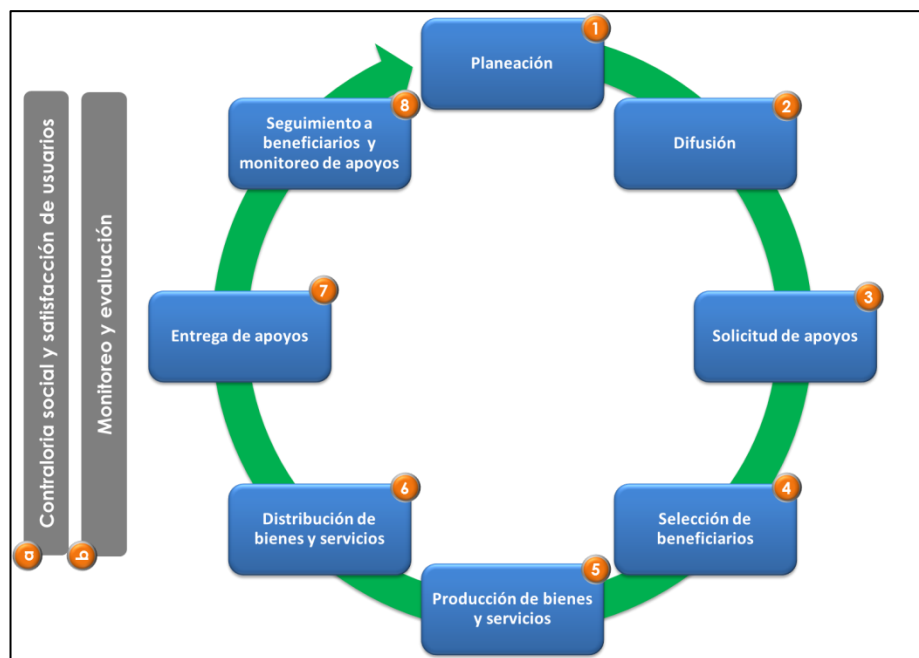 1
Planeación
2
Difusión
3
Solicitud de apoyos
4
Selección de
beneficiarios
5
Producción de bienes
y servicios
6
Distribución de
bienes y servicios
7
Entrega de apoyos
8
Seguimiento a
beneficiarios y
monitoreo de apoyos
a
Contraloria social y satisfacción de usuarios
b
Monitoreo y evaluación